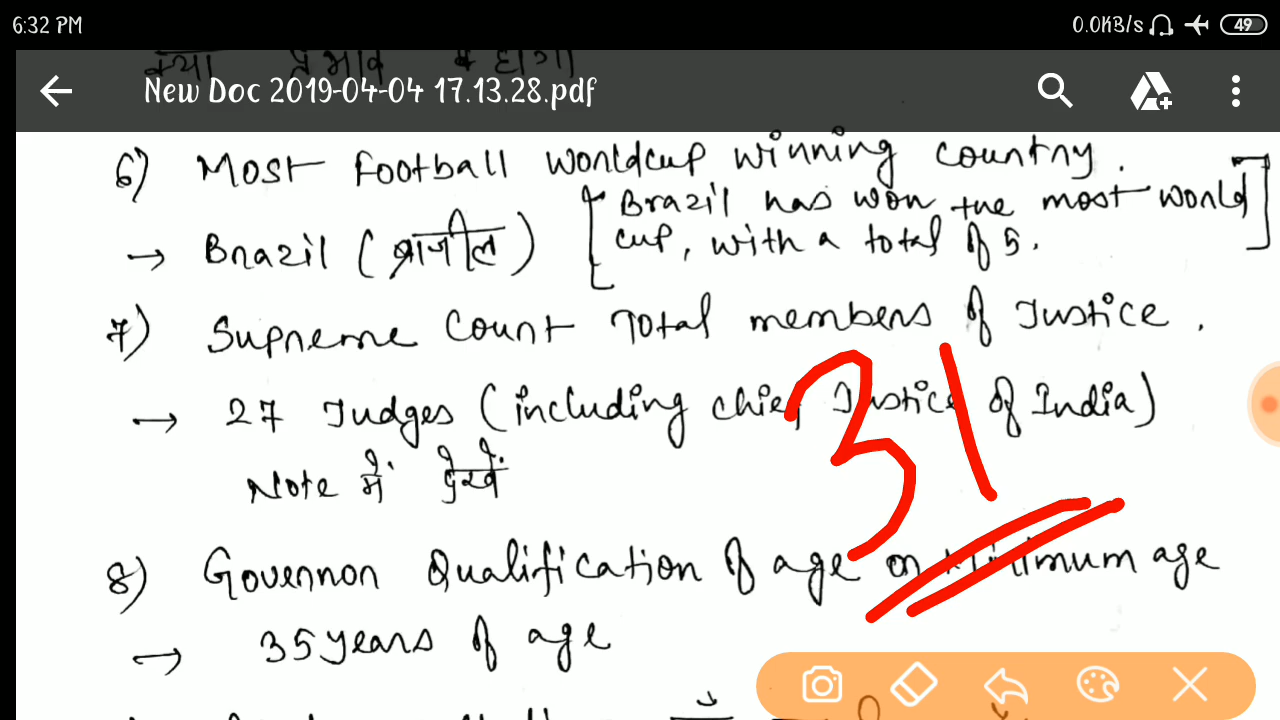 6:32 PM
0.0KB/s 49
New Doc 2019-04-04 17.13.28.pdf
6) Most Football worldcup winning country.
→ Brazil (ब्राजील) [Brazil has won the most world cup, with a total of 5.]
7) Supreme Court Total members of Justice.
→ 27 Judges (including chief Justice of India)
31
Note में देखें
8) Governor Qualification of age or Minimum age
→ 35 years of age